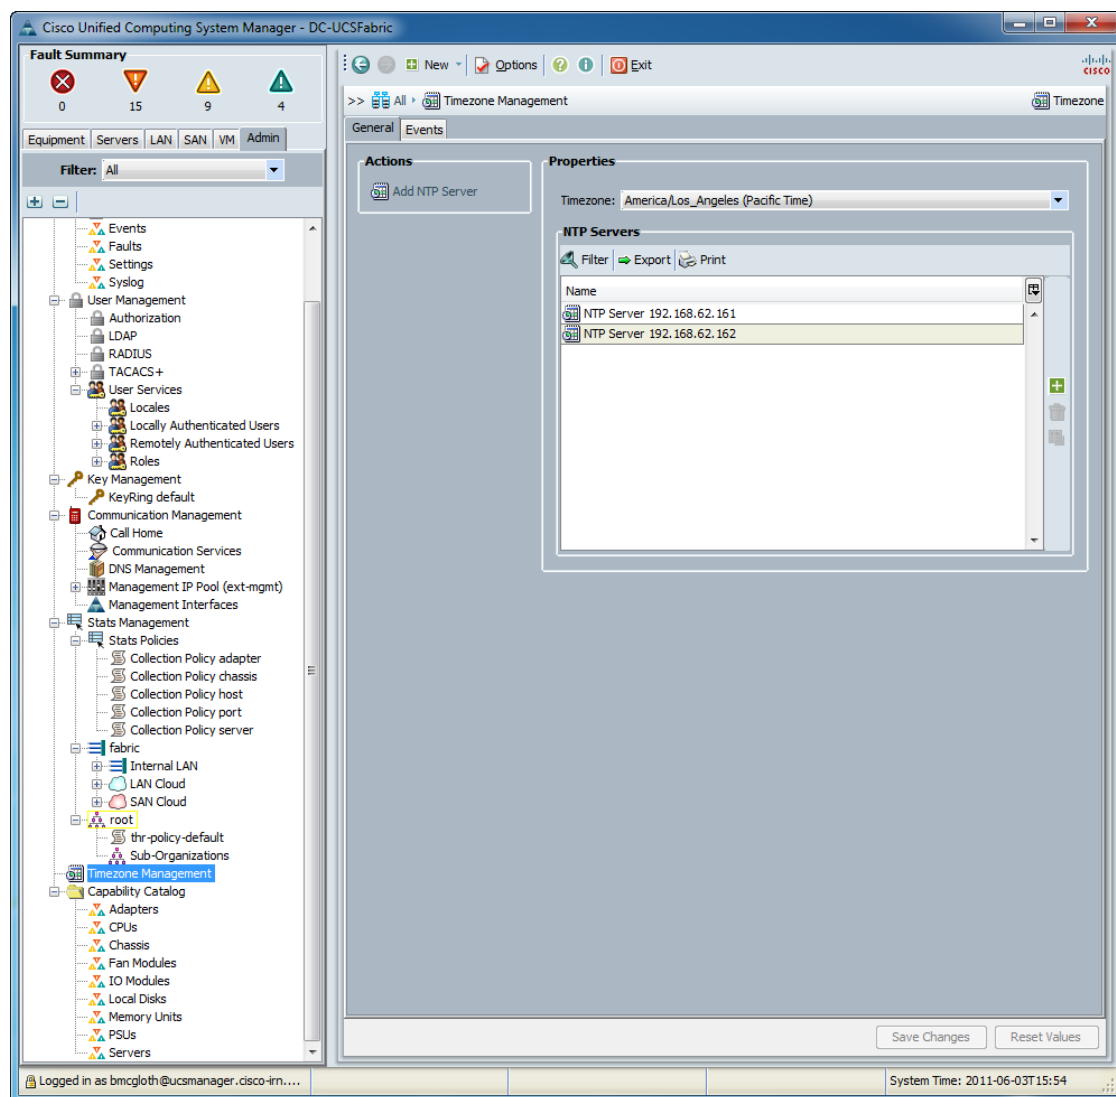 Cisco Unified Computing System Manager - DC-UCSFabric
Fault Summary
0 15 9 4
Equipment Servers LAN SAN VM Admin
Filter: All
Events
Faults
Settings
Syslog
User Management
Authorization
LDAP
RADIUS
TACACS+
User Services
Locales
Locally Authenticated Users
Remotely Authenticated Users
Roles
Key Management
KeyRing default
Communication Management
Call Home
Communication Services
DNS Management
Management IP Pool (ext-mgmt)
Management Interfaces
Stats Management
Stats Policies
Collection Policy adapter
Collection Policy chassis
Collection Policy host
Collection Policy port
Collection Policy server
fabric
Internal LAN
LAN Cloud
SAN Cloud
root
thr-policy-default
Sub-Organizations
Timezone Management
Capability Catalog
Adapters
CPUs
Chassis
Fan Modules
IO Modules
Local Disks
Memory Units
PSUs
Servers
New Options Exit
cisco
>> All Timezone Management Timezone
General Events
Actions
Add NTP Server
Properties
Timezone: America/Los_Angeles (Pacific Time)
NTP Servers
Filter Export Print
Name
NTP Server 192.168.62.161
NTP Server 192.168.62.162
Save Changes Reset Values
Logged in as bmcgloth@ucsmanager.cisco-irn.... System Time: 2011-06-03T15:54